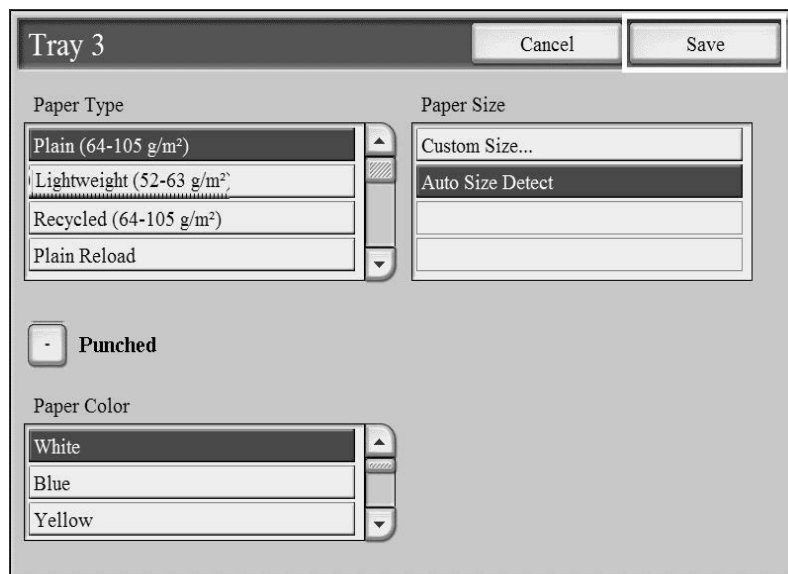 Tray 3
Cancel
Save
Paper Type
Plain (64-105 g/m²)
Lightweight (52-63 g/m²)
Recycled (64-105 g/m²)
Plain Reload
Paper Size
Custom Size...
Auto Size Detect
- Punched
Paper Color
White
Blue
Yellow